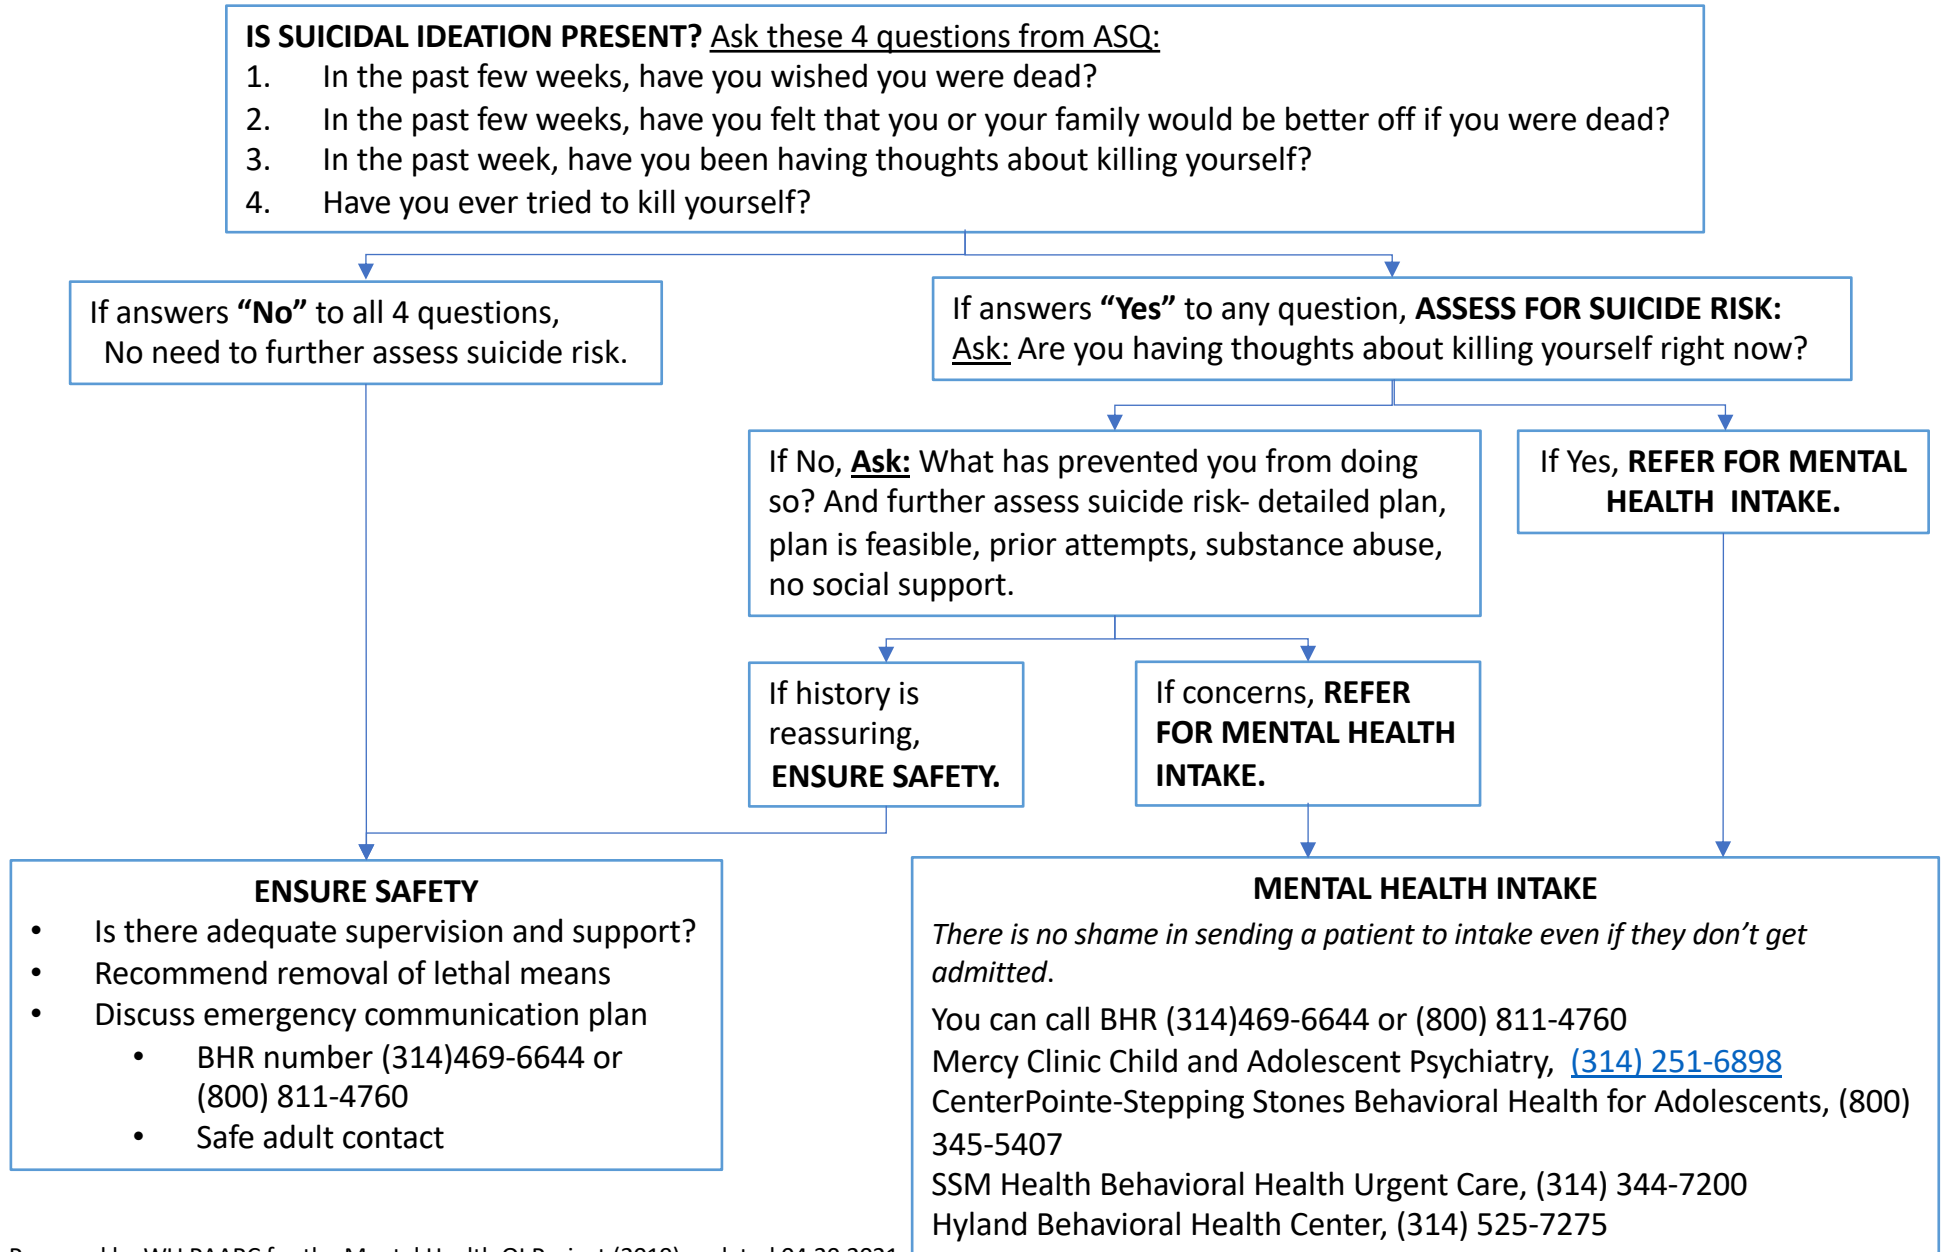 IS SUICIDAL IDEATION PRESENT? Ask these 4 questions from ASQ:
1. In the past few weeks, have you wished you were dead?
2. In the past few weeks, have you felt that you or your family would be better off if you were dead?
3. In the past week, have you been having thoughts about killing yourself?
4. Have you ever tried to kill yourself?
If answers “No” to all 4 questions,
No need to further assess suicide risk.
If answers “Yes” to any question, ASSESS FOR SUICIDE RISK:
Ask: Are you having thoughts about killing yourself right now?
If No, Ask: What has prevented you from doing
so? And further assess suicide risk- detailed plan,
plan is feasible, prior attempts, substance abuse,
no social support.
If Yes, REFER FOR MENTAL
HEALTH INTAKE.
If history is
reassuring,
ENSURE SAFETY.
If concerns, REFER
FOR MENTAL HEALTH
INTAKE.
ENSURE SAFETY
• Is there adequate supervision and support?
• Recommend removal of lethal means
• Discuss emergency communication plan
• BHR number (314)469-6644 or
(800) 811-4760
• Safe adult contact
MENTAL HEALTH INTAKE
There is no shame in sending a patient to intake even if they don’t get
admitted.
You can call BHR (314)469-6644 or (800) 811-4760
Mercy Clinic Child and Adolescent Psychiatry, (314) 251-6898
CenterPointe-Stepping Stones Behavioral Health for Adolescents, (800)
345-5407
SSM Health Behavioral Health Urgent Care, (314) 344-7200
Hyland Behavioral Health Center, (314) 525-7275
for the Mental Health QI Project (2019) updated 04.20.2021